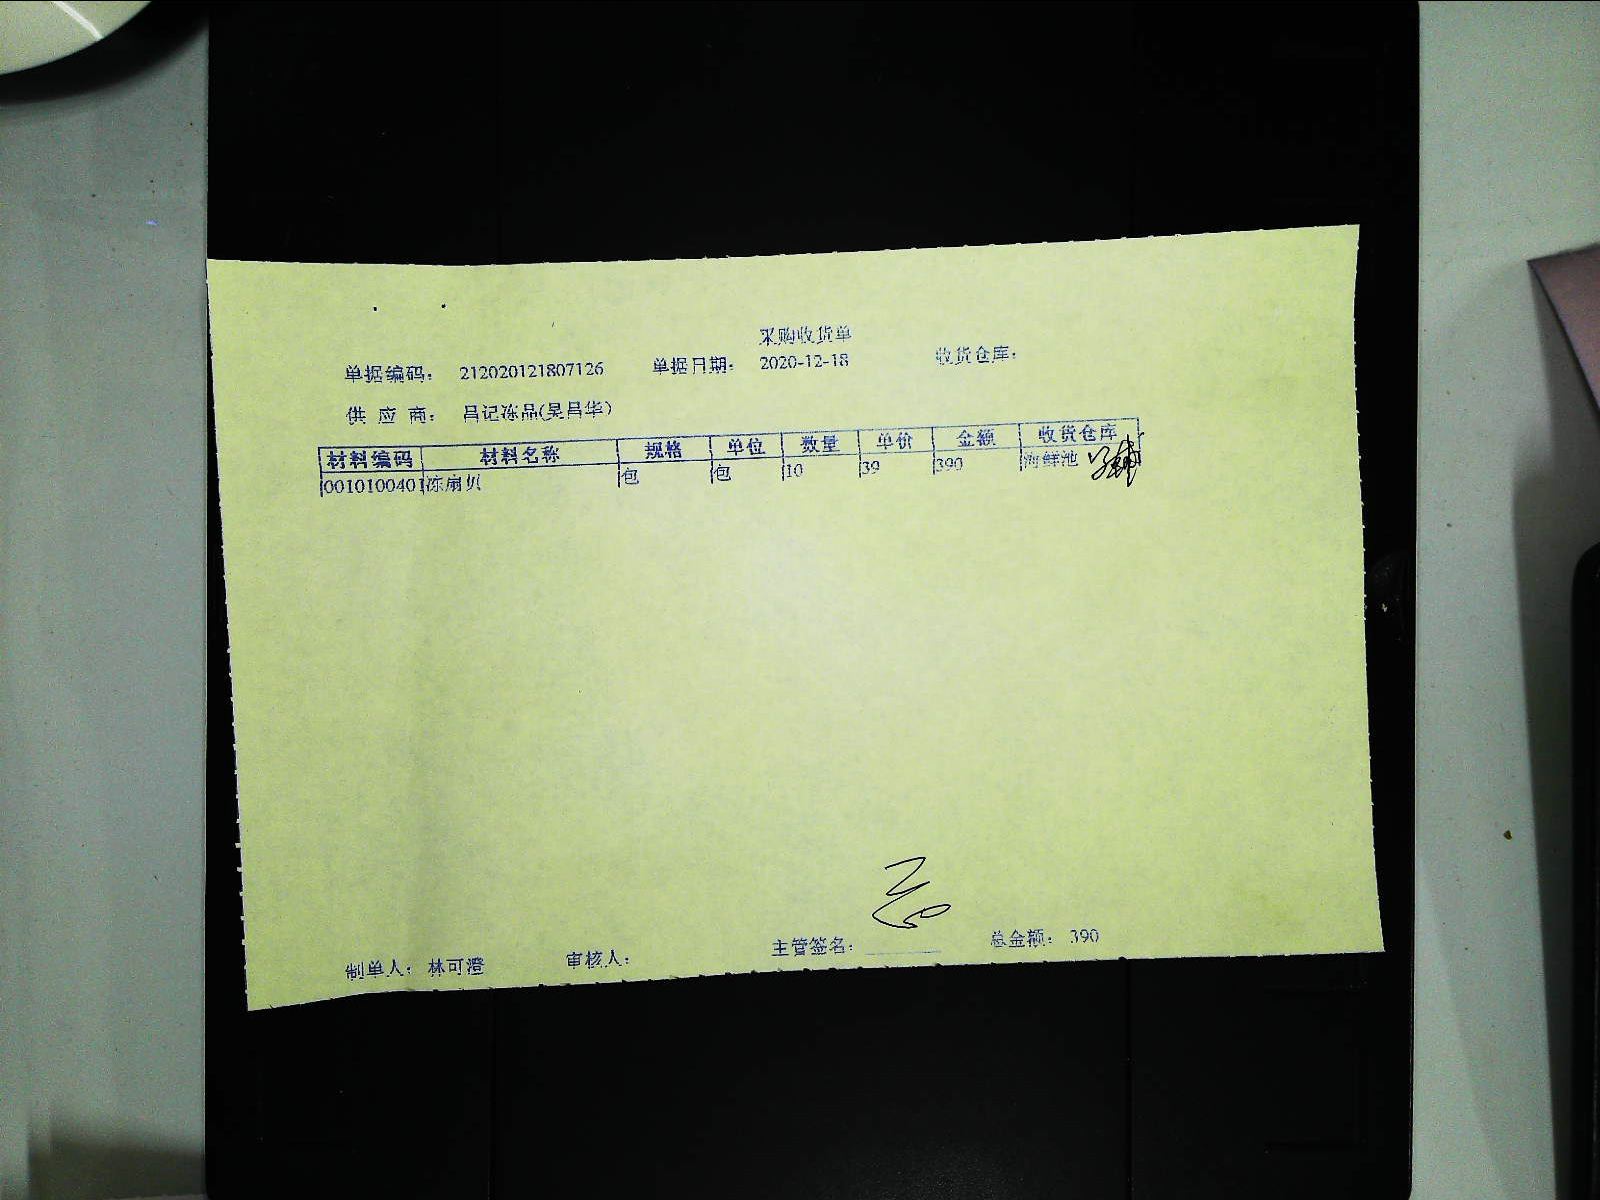 采购收货单
单据编码： 212020121807126 单据日期： 2020-12-18 收货仓库：
供 应 商： 吕记冻品(吴昌华)
材料编码 材料名称 规格 单位 数量 单价 金额 收货仓库
0010100401 冻扇贝 包 包 10 39 390 海鲜池
制单人： 林可澄 审核人： 主管签名： 总金额： 390